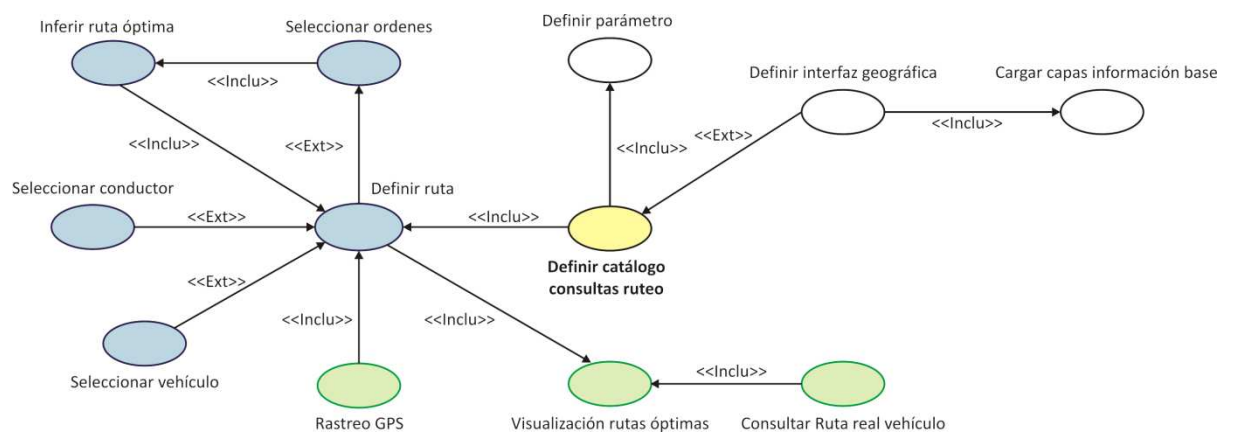 Inferir ruta óptima
Seleccionar ordenes
Definir parámetro
Definir interfaz geográfica
Cargar capas información base
<<Inclu>>
<<Inclu>>
<<Ext>>
<<Inclu>>
<<Ext>>
<<Inclu>>
Seleccionar conductor
Definir ruta
<<Ext>>
<<Inclu>>
Definir catálogo
consultas ruteo
<<Ext>>
<<Inclu>>
<<Inclu>>
<<Inclu>>
Seleccionar vehículo
Rastreo GPS
Visualización rutas óptimas
Consultar Ruta real vehículo